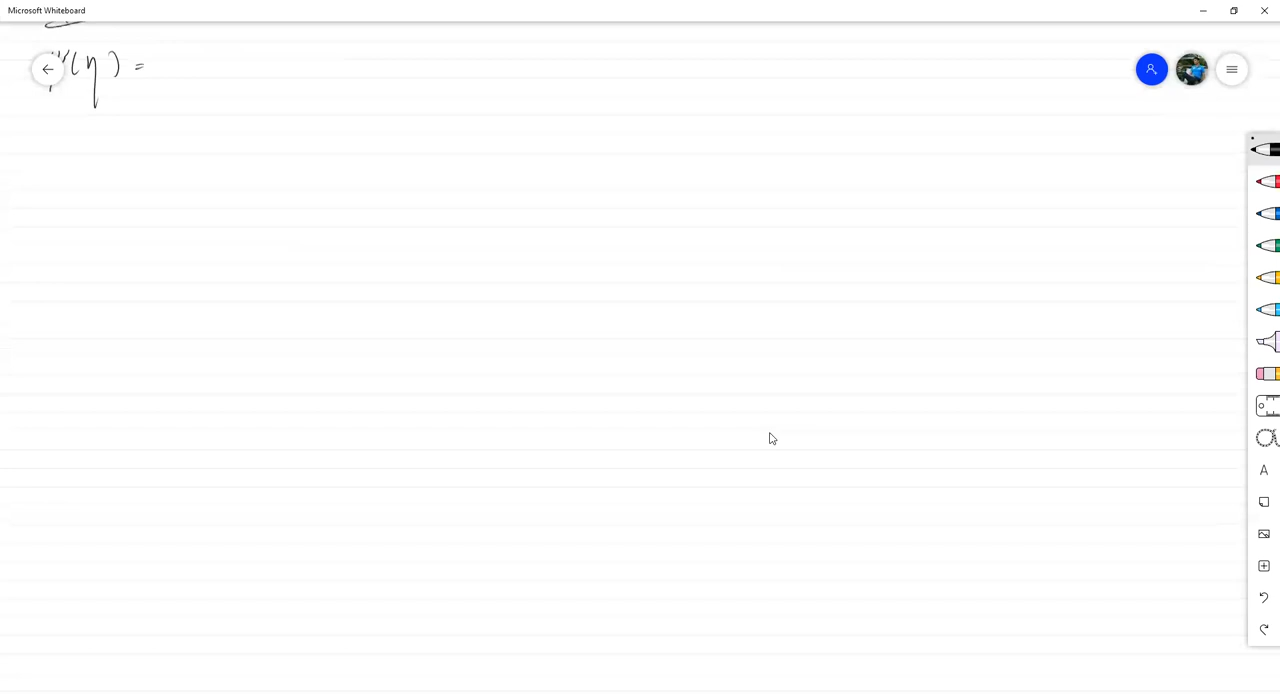 Microsoft Whiteboard
(η) =
A